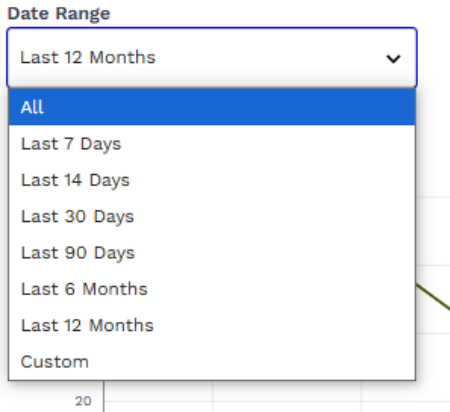 Date Range
Last 12 Months
All
Last 7 Days
Last 14 Days
Last 30 Days
Last 90 Days
Last 6 Months
Last 12 Months
Custom
20